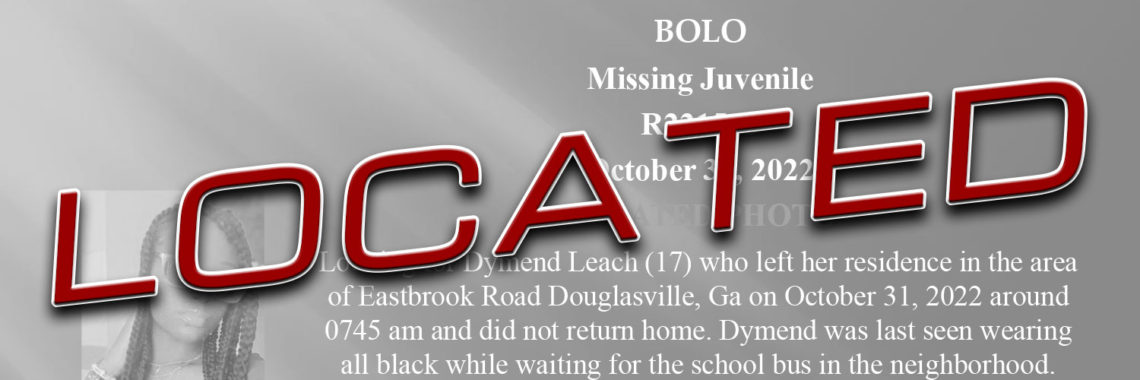 BOLO
Missing Juvenile
October 2022
LOCATED
Dymend Leach (17) who left her residence in the area
of Eastbrook Road Douglasville, Ga on October 31, 2022 around
0745 am and did not return home. Dymend was last seen wearing
all black while waiting for the school bus in the neighborhood.